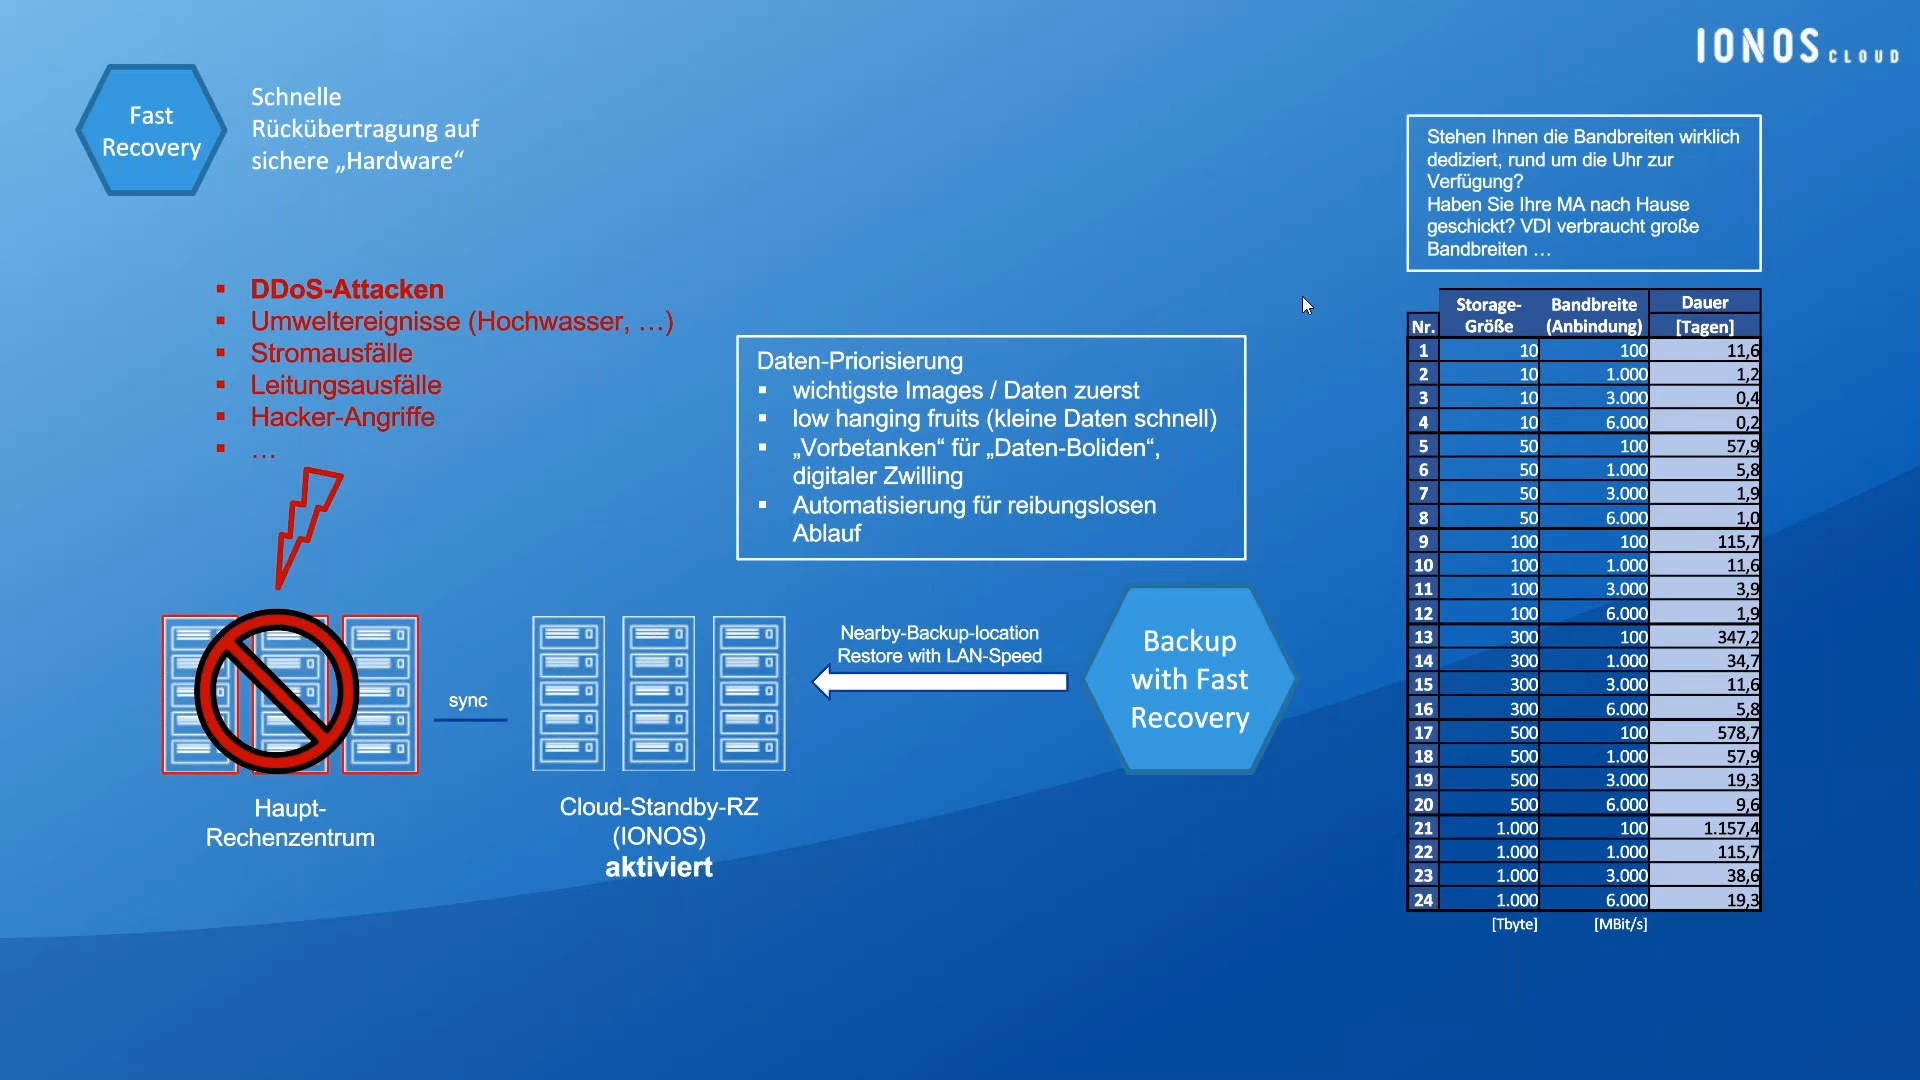 IONOS CLOUD
Fast
Recovery
Schnelle
Rückübertragung auf
sichere „Hardware“
Stehen Ihnen die Bandbreiten wirklich
dediziert, rund um die Uhr zur
Verfügung?
Haben Sie Ihre MA nach Hause
geschickt? VDI verbraucht große
Bandbreiten …
▪ DDoS-Attacken
▪ Umweltereignisse (Hochwasser, …)
▪ Stromausfälle
▪ Leitungsausfälle
▪ Hacker-Angriffe
▪ …
Daten-Priorisierung
▪ wichtigste Images / Daten zuerst
▪ low hanging fruits (kleine Daten schnell)
▪ „Vorbetanken“ für „Daten-Boliden“,
digitaler Zwilling
▪ Automatisierung für reibungslosen
Ablauf
sync
Nearby-Backup-location
Restore with LAN-Speed
Backup
with Fast
Recovery
Haupt-
Rechenzentrum
Cloud-Standby-RZ
(IONOS)
aktiviert
Storage- Bandbreite Dauer
Nr. Größe (Anbindung) [Tagen]
1 10 100 11,6
2 10 1.000 1,2
3 10 3.000 0,4
4 10 6.000 0,2
5 50 100 57,9
6 50 1.000 5,8
7 50 3.000 1,9
8 50 6.000 1,0
9 100 100 115,7
10 100 1.000 11,6
11 100 3.000 3,9
12 100 6.000 1,9
13 300 100 347,2
14 300 1.000 34,7
15 300 3.000 11,6
16 300 6.000 5,8
17 500 100 578,7
18 500 1.000 57,9
19 500 3.000 19,3
20 500 6.000 9,6
21 1.000 100 1.157,4
22 1.000 1.000 115,7
23 1.000 3.000 38,6
24 1.000 6.000 19,3
[Tbyte] [MBit/s]